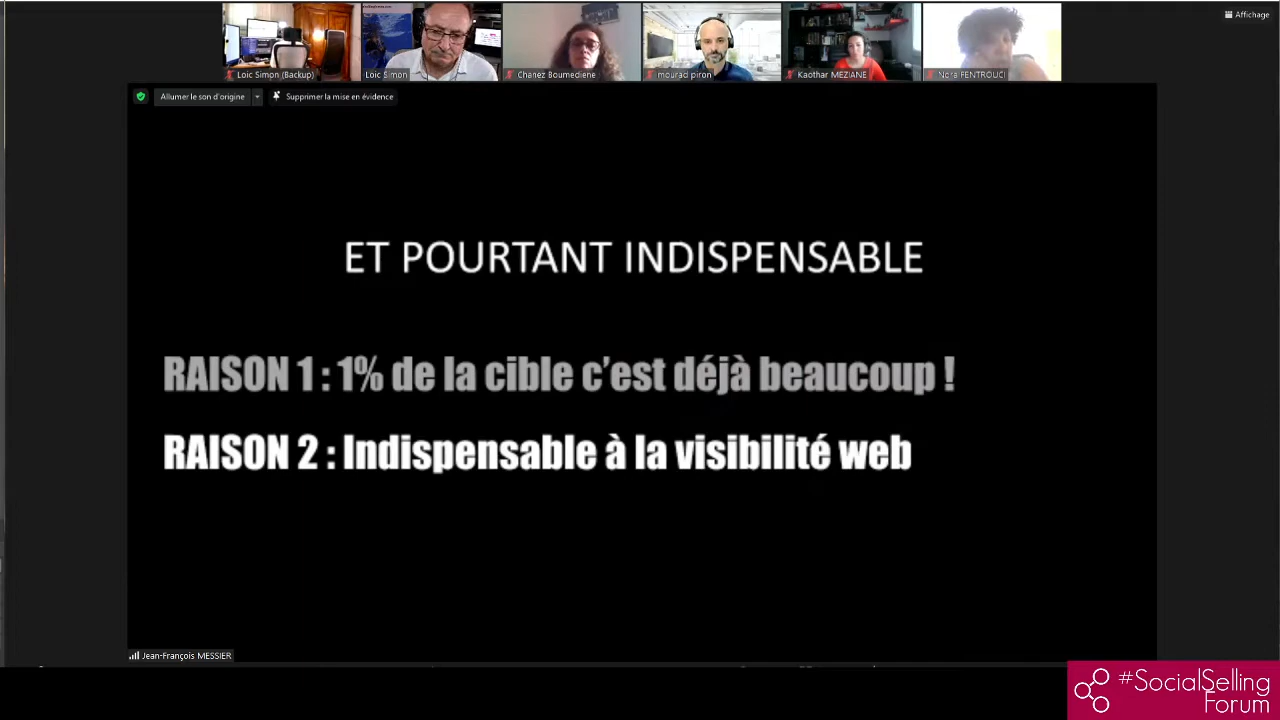 Affichage
Loic Simon (Backup)
Loic Simon
Chanez Boumediene
mourad piron
Kaothar MEZIANE
Nora FENTROUCI
Allumer le son d'origine
Supprimer la mise en évidence
ET POURTANT INDISPENSABLE
RAISON 1 : 1% de la cible c'est déjà beaucoup !
RAISON 2 : Indispensable à la visibilité web
Jean-François MESSIER
#SocialSelling
Forum